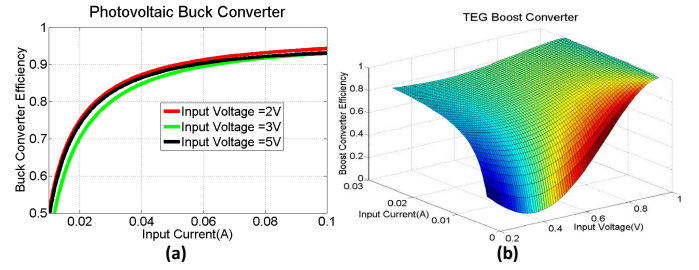 Photovoltaic Buck Converter
Buck Converter Efficiency
1
0.9
0.8
0.7
0.6
0.5
Input Voltage =2V
Input Voltage =3V
Input Voltage =5V
0.02
0.04
0.06
0.08
0.1
Input Current(A)
(a)
TEG Boost Converter
Boost Converter Efficiency
1
0.8
0.6
0.4
0.2
0
0.03
0.02
0.01
0
Input Current(A)
0.2
0.4
0.6
0.8
1
Input Voltage(V)
(b)